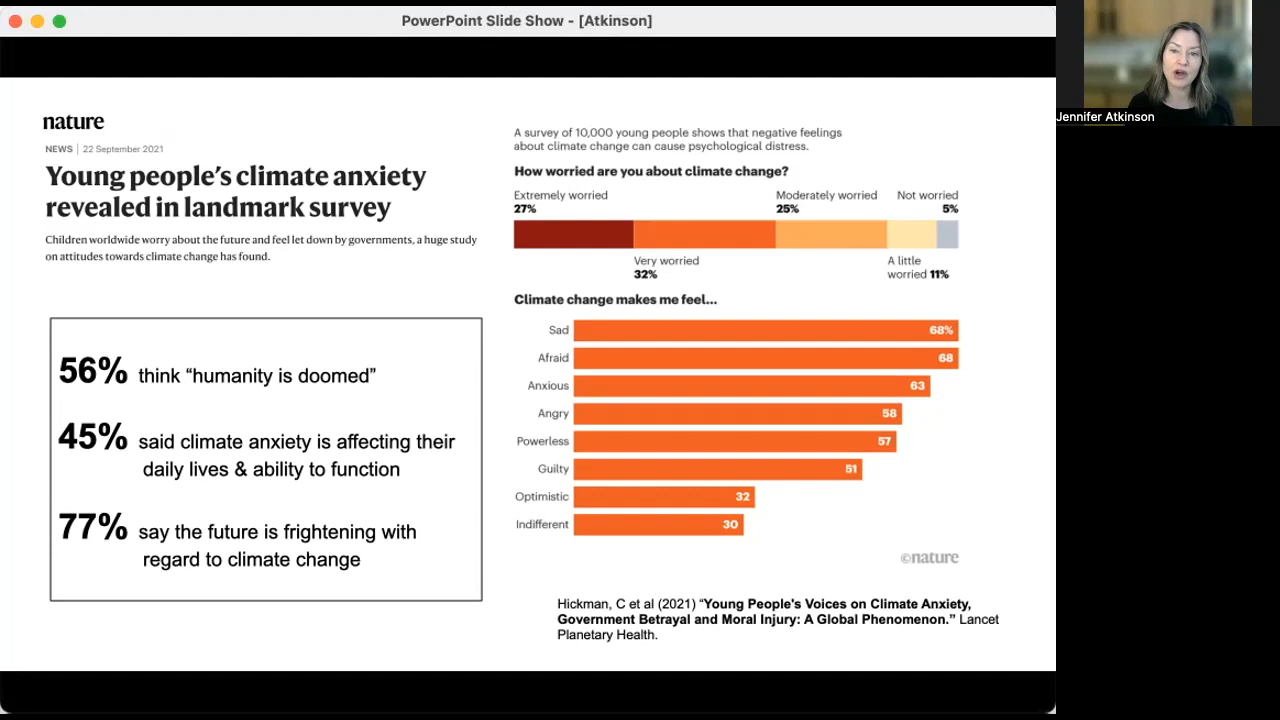 PowerPoint Slide Show - [Atkinson]
nature
NEWS | 22 September 2021
Young people's climate anxiety
revealed in landmark survey
Children worldwide worry about the future and feel let down by governments, a huge study
on attitudes towards climate change has found.
56% think “humanity is doomed”
45% said climate anxiety is affecting their
daily lives & ability to function
77% say the future is frightening with
regard to climate change
A survey of 10,000 young people shows that negative feelings
about climate change can cause psychological distress.
How worried are you about climate change?
Extremely worried Moderately worried Not worried
27% 25% 5%
Very worried A little
32% worried 11%
Climate change makes me feel...
Sad 68%
Afraid 68
Anxious 63
Angry 58
Powerless 57
Guilty 51
Optimistic 32
Indifferent 30
©nature
Hickman, C et al (2021) “Young People's Voices on Climate Anxiety,
Government Betrayal and Moral Injury: A Global Phenomenon.” Lancet
Planetary Health.
Jennifer Atkinson